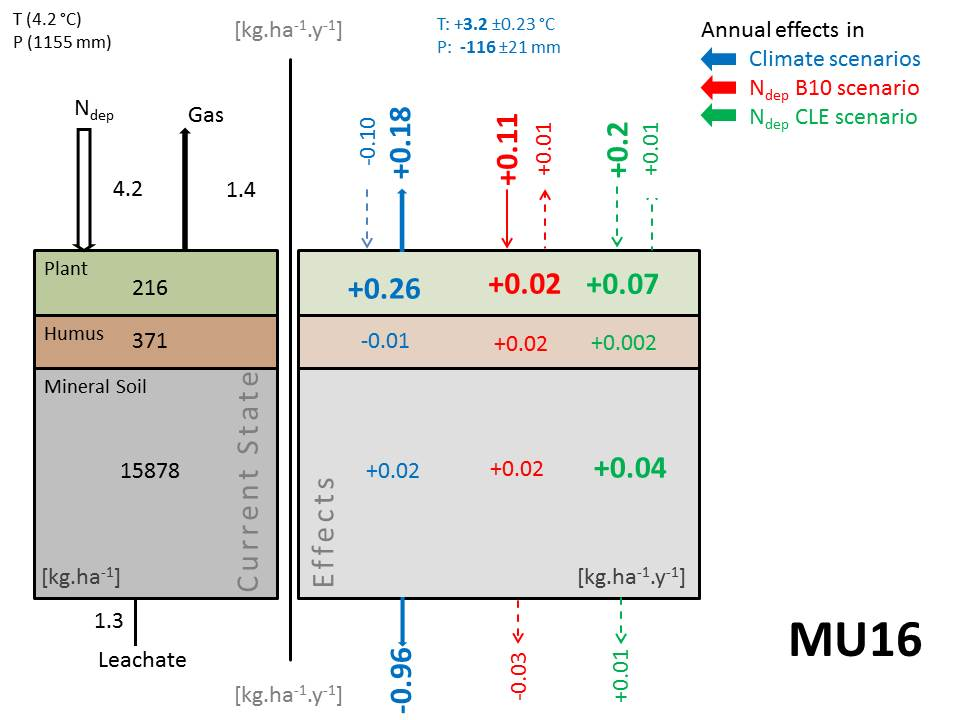 T (4.2 °C)
P (1155 mm)
[kg.ha⁻¹.y⁻¹]
T: +3.2 ±0.23 °C
P: -116 ±21 mm
Annual effects in
Climate scenarios
Ndep B10 scenario
Ndep CLE scenario
Ndep
Gas
4.2
1.4
-0.10
+0.18
+0.11
+0.01
+0.2
+0.01
Plant
216
+0.26
+0.02
+0.07
Humus
371
-0.01
+0.02
+0.002
Mineral Soil
15878
Current State
[kg.ha⁻¹]
+0.02
+0.02
+0.04
Effects
[kg.ha⁻¹.y⁻¹]
1.3
Leachate
-0.96
-0.03
+0.01
[kg.ha⁻¹.y⁻¹]
MU16